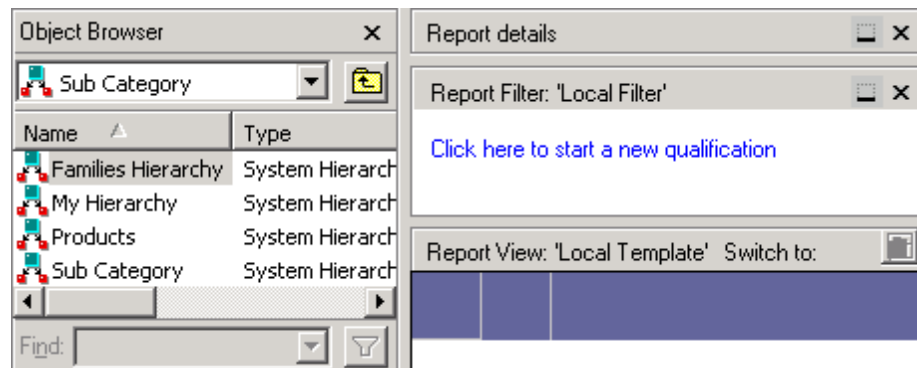 Object Browser
Sub Category
Name Type
Families Hierarchy System Hierarch
My Hierarchy System Hierarch
Products System Hierarch
Sub Category System Hierarch
Find:
Report details
Report Filter: 'Local Filter'
Click here to start a new qualification
Report View: 'Local Template' Switch to: